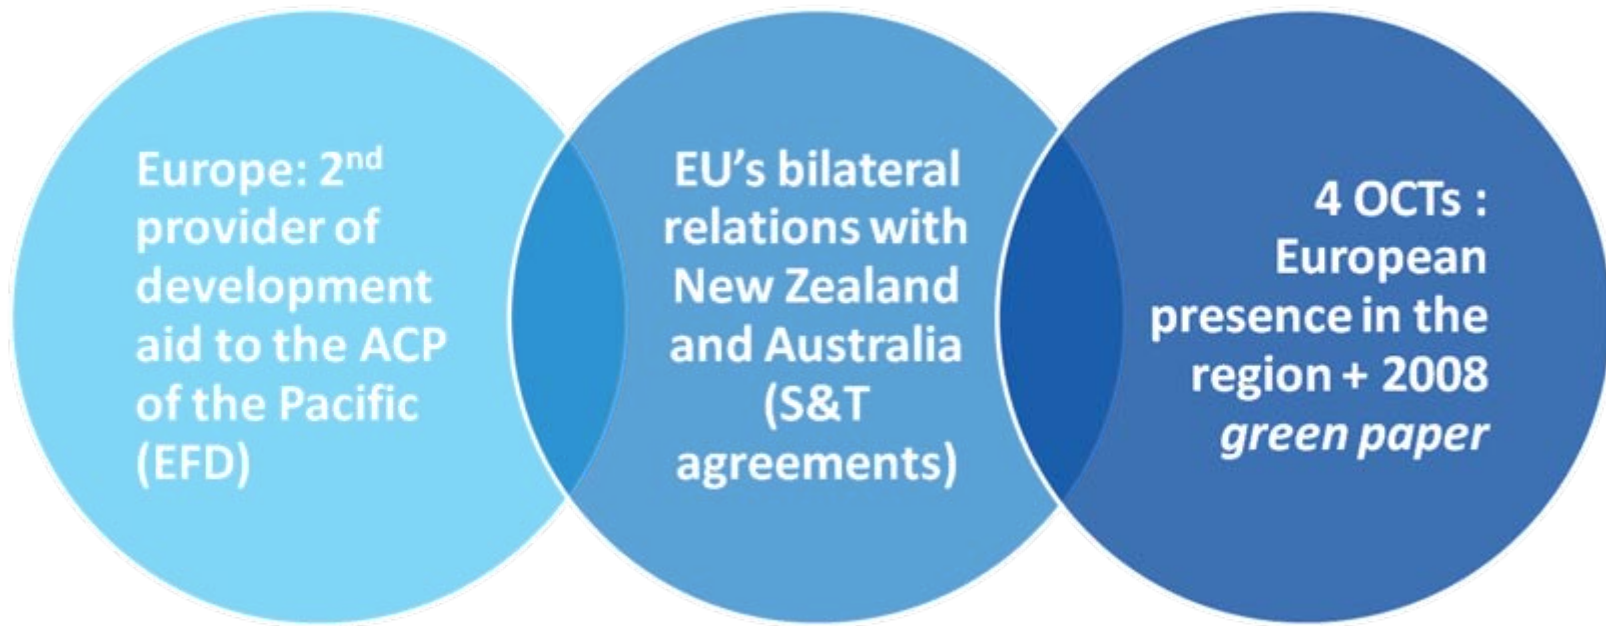 Europe: 2nd
provider of
development
aid to the ACP
of the Pacific
(EFD)
EU’s bilateral
relations with
New Zealand
and Australia
(S&T
agreements)
4 OCTs :
European
presence in the
region + 2008
green paper